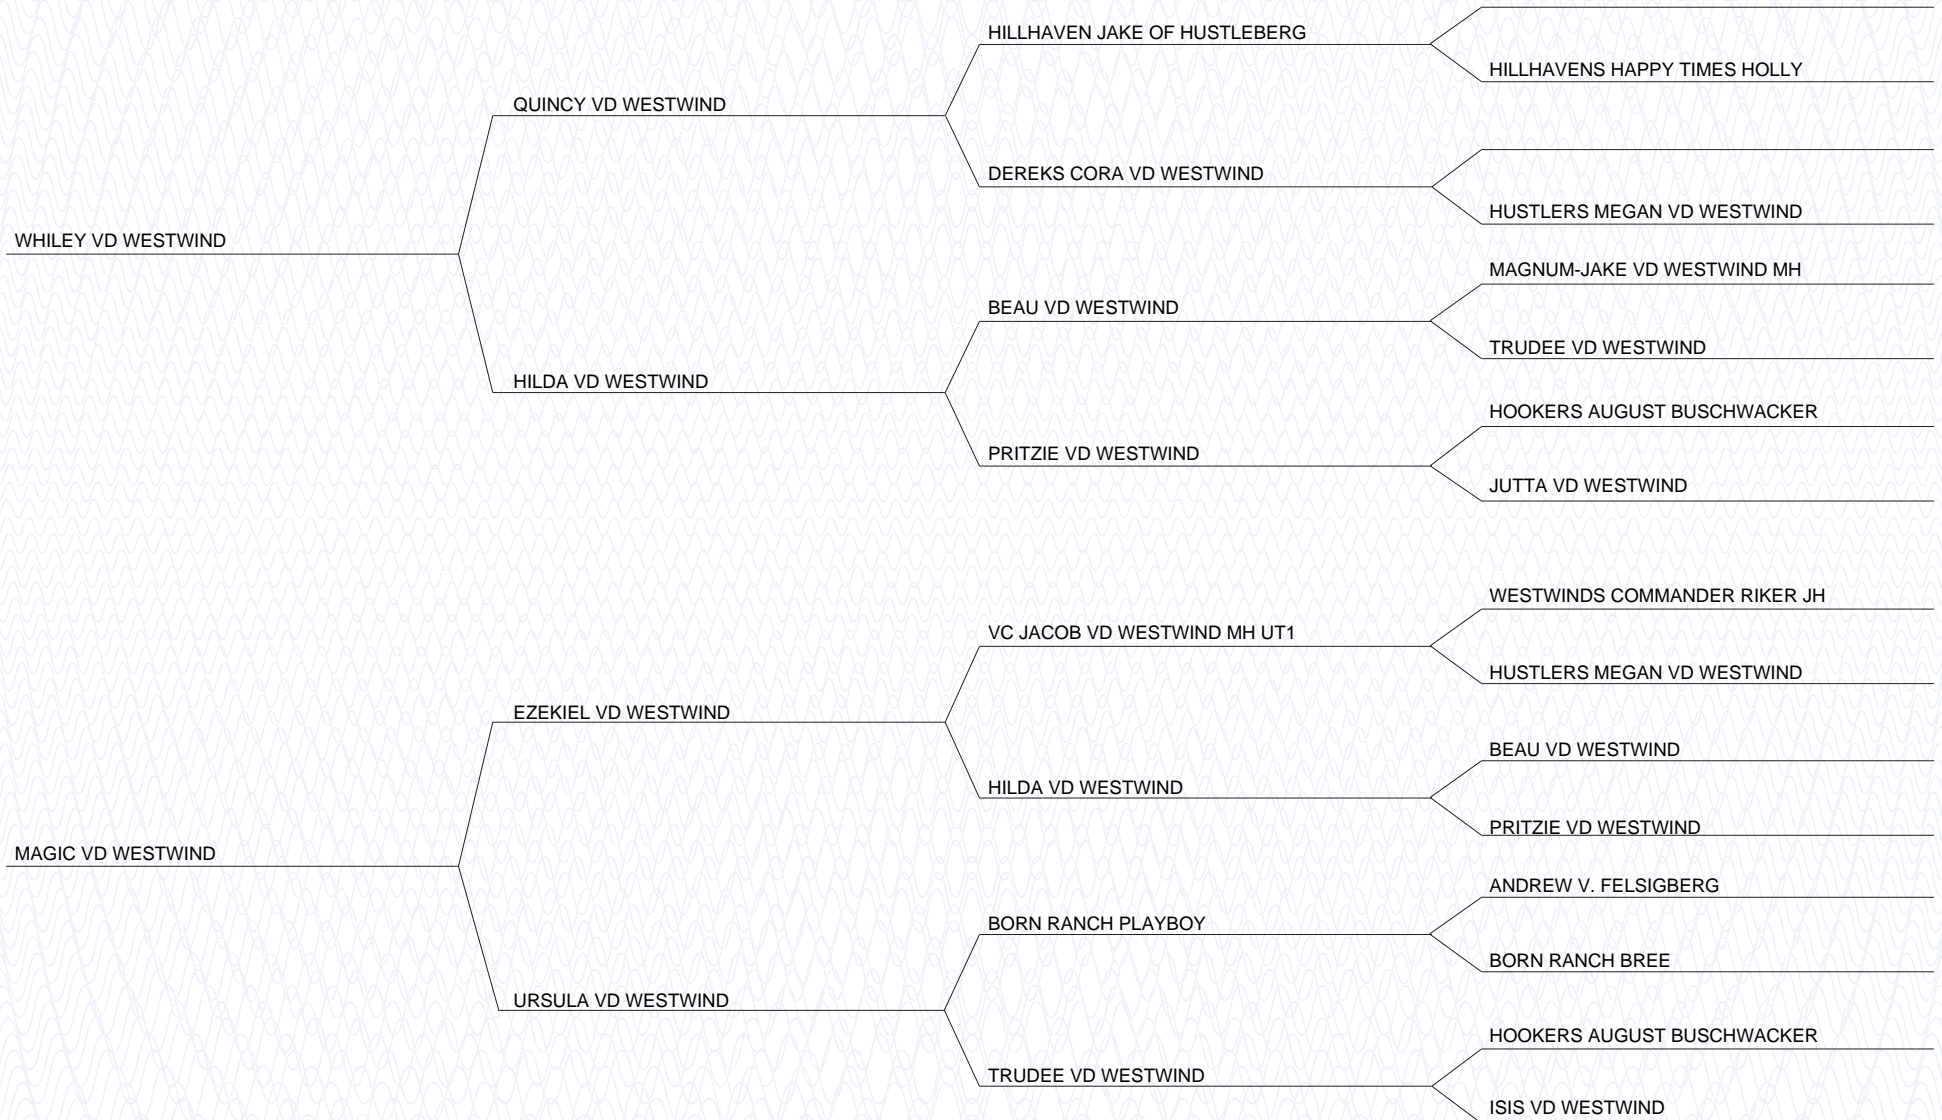 HILLHAVEN JAKE OF HUSTLEBERG
HILLHAVENS HAPPY TIMES HOLLY
QUINCY VD WESTWIND
DEREKS CORA VD WESTWIND
HUSTLERS MEGAN VD WESTWIND
WHILEY VD WESTWIND
MAGNUM-JAKE VD WESTWIND MH
BEAU VD WESTWIND
TRUDEE VD WESTWIND
HILDA VD WESTWIND
HOOKERS AUGUST BUSCHWACKER
PRITZIE VD WESTWIND
JUTTA VD WESTWIND
WESTWINDS COMMANDER RIKER JH
VC JACOB VD WESTWIND MH UT1
HUSTLERS MEGAN VD WESTWIND
EZEKIEL VD WESTWIND
BEAU VD WESTWIND
HILDA VD WESTWIND
PRITZIE VD WESTWIND
MAGIC VD WESTWIND
ANDREW V. FELSIGBERG
BORN RANCH PLAYBOY
BORN RANCH BREE
URSULA VD WESTWIND
HOOKERS AUGUST BUSCHWACKER
TRUDEE VD WESTWIND
ISIS VD WESTWIND